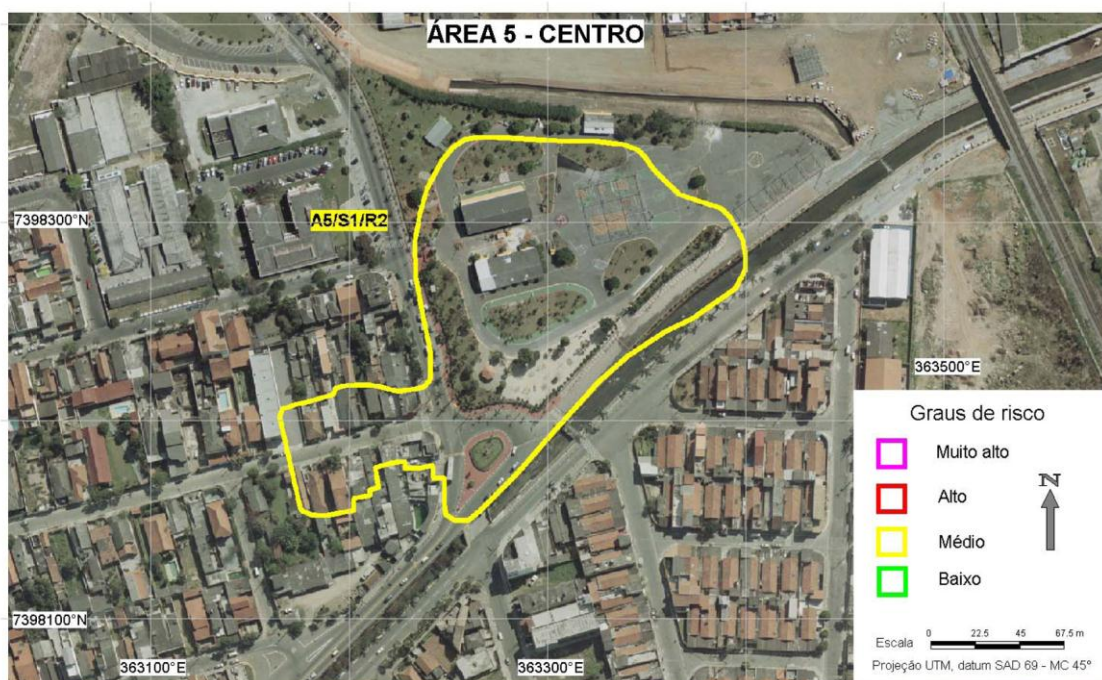 ÁREA 5 - CENTRO
A5/S1/R2
7398300°N
363500°E
7398100°N
363100°E
363300°E
Graus de risco
Muito alto
Alto
Médio
Baixo
N
Escala 0 22.5 45 67.5 m
Projeção UTM, datum SAD 69 - MC 45º